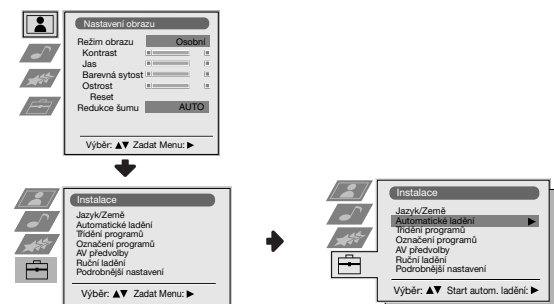 Nastavení obrazu
Režim obrazu Osobní
Kontrast
Jas
Barevná sytost
Ostrost
Reset
Redukce šumu AUTO
Výběr: ▲▼ Zadat Menu: ►
Instalace
Jazyk/Země
Automatické ladění
Třídění programů
Označení programů
AV předvolby
Ruční ladění
Podrobnější nastavení
Výběr: ▲▼ Zadat Menu: ►
Instalace
Jazyk/Země
Automatické ladění ►
Třídění programů
Označení programů
AV předvolby
Ruční ladění
Podrobnější nastavení
Výběr: ▲▼ Start autom. ladění: ►